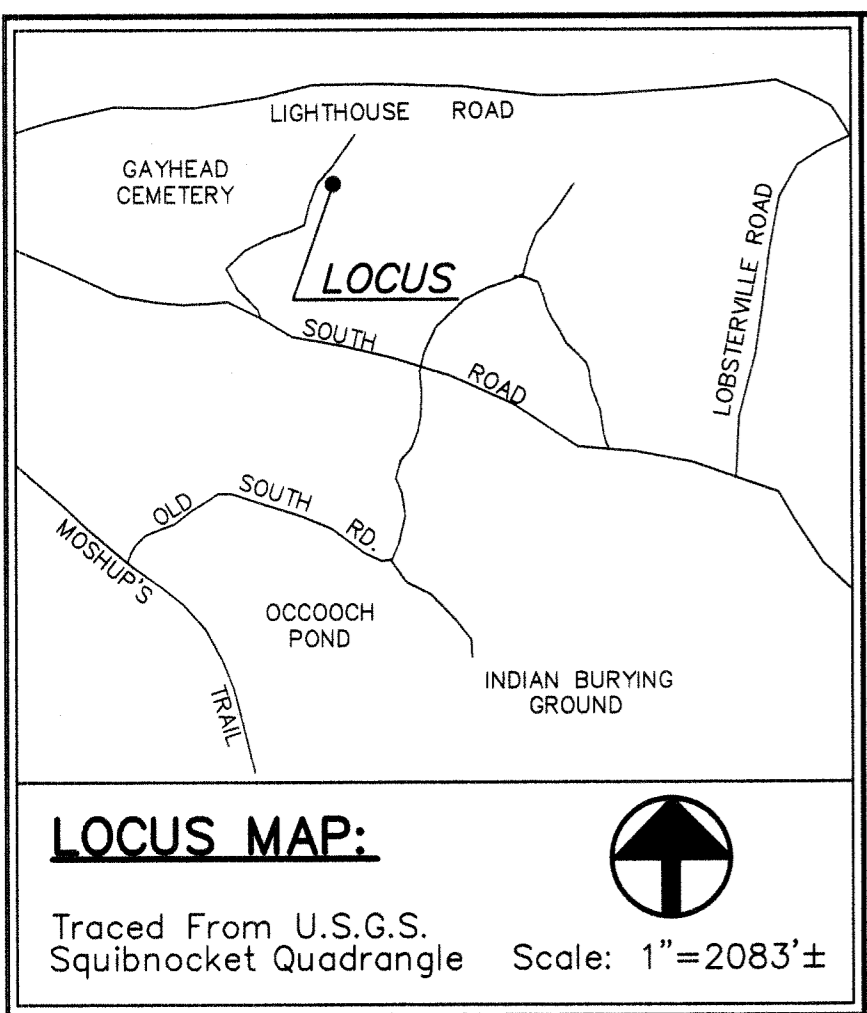 LIGHTHOUSE ROAD
GAYHEAD
CEMETERY
LOBSTERVILLE ROAD
LOCUS
SOUTH ROAD
OLD SOUTH RD.
MOSHUP'S TRAIL
OCCOOCH
POND
INDIAN BURYING
GROUND
LOCUS MAP:
Traced From U.S.G.S.
Squibnocket Quadrangle
Scale: 1"=2083'±